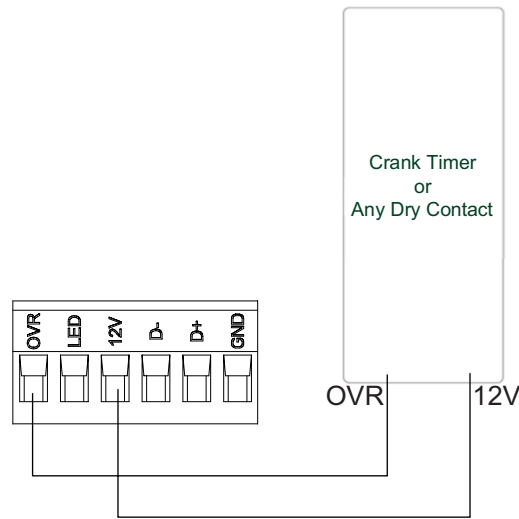 Crank Timer
or
Any Dry Contact
OVR
LED
12V
D-
D+
GND
OVR
12V